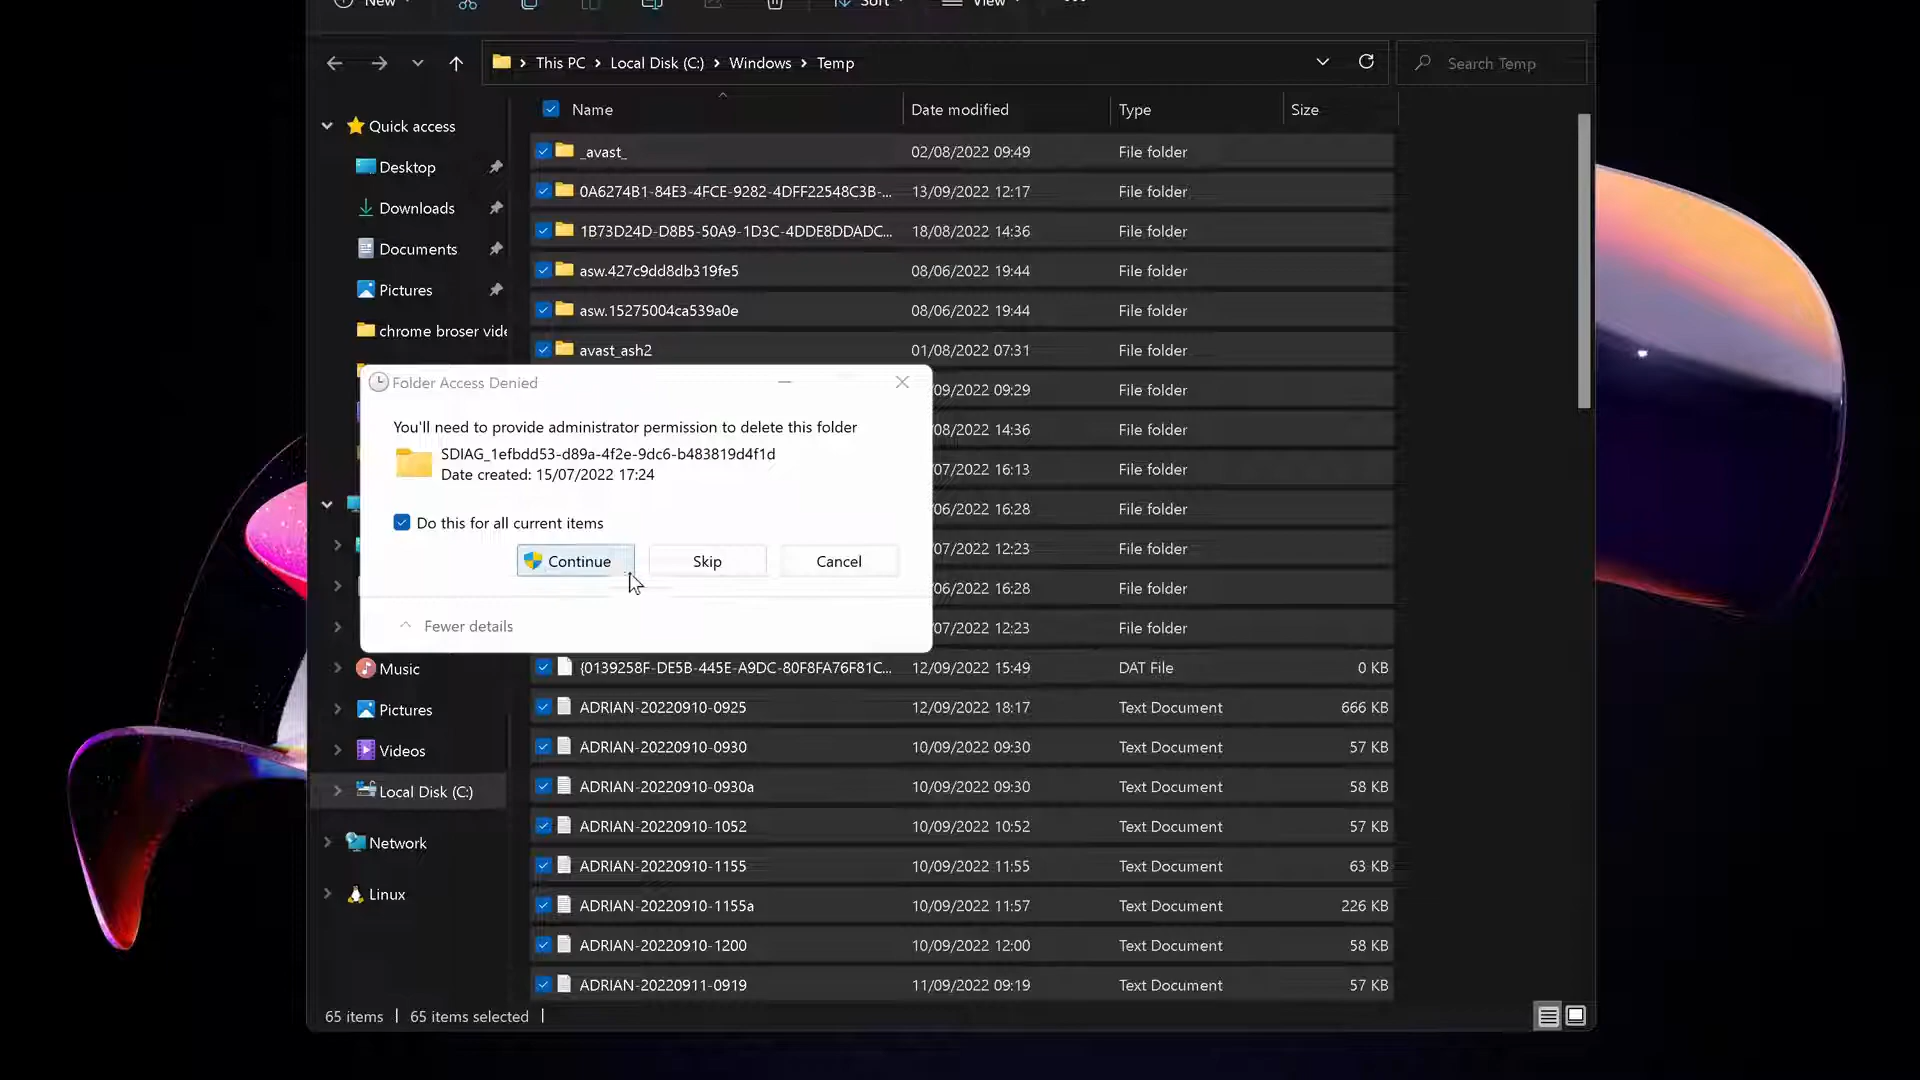 New
Sort
View
This PC > Local Disk (C:) > Windows > Temp
Search Temp
Name
Date modified
Type
Size
Quick access
Desktop
Downloads
Documents
Pictures
chrome broser vide
Music
Pictures
Videos
Local Disk (C:)
Network
Linux
_avast_ 02/08/2022 09:49 File folder
0A6274B1-84E3-4FCE-9282-4DFF22548C3B-... 13/09/2022 12:17 File folder
1B73D24D-D8B5-50A9-1D3C-4DDE8DDADC... 18/08/2022 14:36 File folder
asw.427c9dd8db319fe5 08/06/2022 19:44 File folder
asw.15275004ca539a0e 08/06/2022 19:44 File folder
avast_ash2 01/08/2022 07:31 File folder
/09/2022 09:29 File folder
/08/2022 14:36 File folder
/07/2022 16:13 File folder
/06/2022 16:28 File folder
/07/2022 12:23 File folder
/06/2022 16:28 File folder
/07/2022 12:23 File folder
{0139258F-DE5B-445E-A9DC-80F8FA76F81C... 12/09/2022 15:49 DAT File 0 KB
ADRIAN-20220910-0925 12/09/2022 18:17 Text Document 666 KB
ADRIAN-20220910-0930 10/09/2022 09:30 Text Document 57 KB
ADRIAN-20220910-0930a 10/09/2022 09:30 Text Document 58 KB
ADRIAN-20220910-1052 10/09/2022 10:52 Text Document 57 KB
ADRIAN-20220910-1155 10/09/2022 11:55 Text Document 63 KB
ADRIAN-20220910-1155a 10/09/2022 11:57 Text Document 226 KB
ADRIAN-20220910-1200 10/09/2022 12:00 Text Document 58 KB
ADRIAN-20220911-0919 11/09/2022 09:19 Text Document 57 KB
Folder Access Denied
You'll need to provide administrator permission to delete this folder
SDIAG_1efbdd53-d89a-4f2e-9dc6-b483819d4f1d
Date created: 15/07/2022 17:24
Do this for all current items
Continue
Skip
Cancel
Fewer details
65 items | 65 items selected |